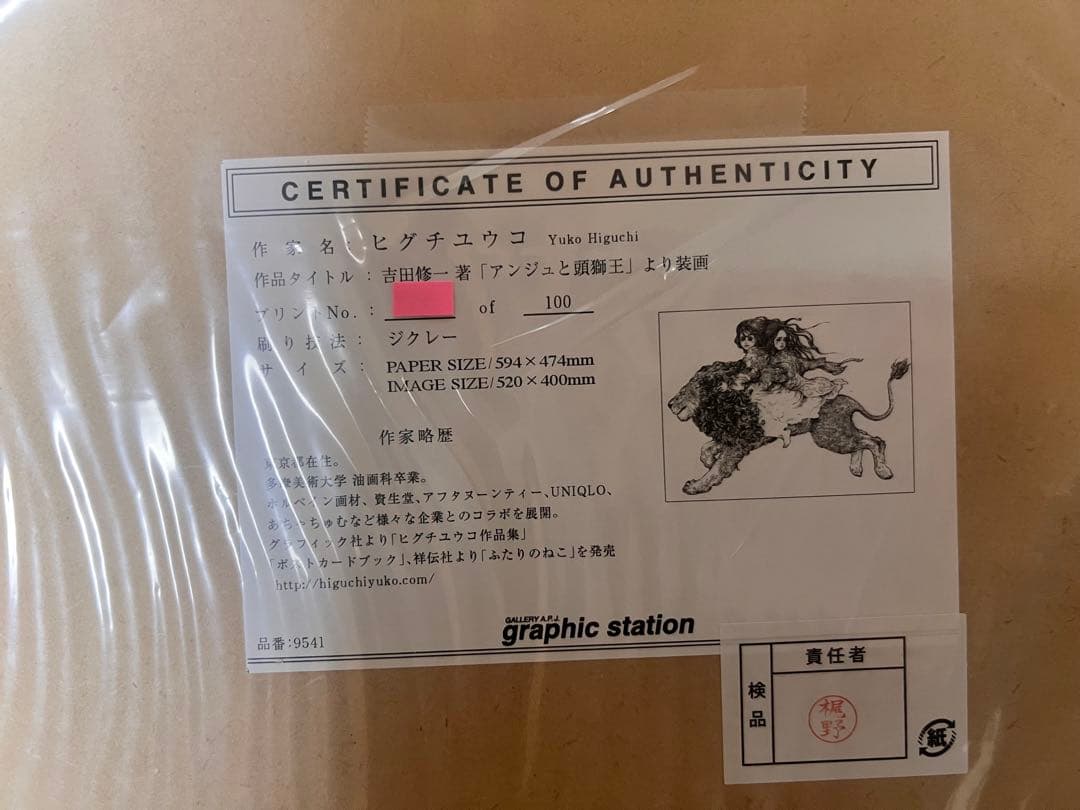 CERTIFICATE OF AUTHENTICITY
作家名: ヒグチユウコ Yuko Higuchi
作品タイトル : 吉田修一 著「アンジュと頭獅王」より装画
プリントNo. : of 100
刷り技法 : ジクレー
サイズ : PAPER SIZE/594×474mm
IMAGE SIZE/520×400mm
作家略歴
東京都在住。
多摩美術大学 油画科卒業。
ホルベイン画材、資生堂、アフタヌーンティー、UNIQLO、
あちゃちゅむなど様々な企業とのコラボを展開。
グラフィック社より「ヒグチユウコ作品集」
「ポストカードブック」、祥伝社より「ふたりのねこ」を発売
http://higuchiyuko.com/
品番:9541
GALLERY A.P.J.
graphic station
検品
責任者
梶野
紙